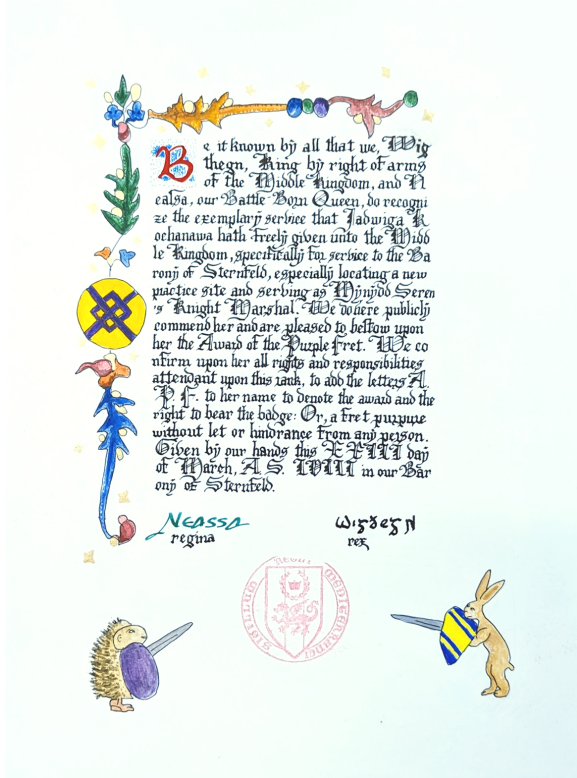 Be it known by all that we, Wig
thegn, King by right of arms
of the Middle Kingdom, and N
ealsa, our Battle Born Queen, do recogni
ze the exemplary service that Jadwiga K
ochanawa hath freely given unto the Midd
le Kingdom, specifically for service to the Ba
rony of Sternfeld, especially locating a new
practice site and serving as Mynydd Seren
's Knight Marshal. We do here publicly
commend her and are pleased to bestow upon
her the Award of the Purple Fret. We co
nfirm upon her all rights and responsibilities
attendant upon this rank, to add the letters A.
P. F. to her name to denote the award and the
right to bear the badge: Or, a fret purpure
without let or hindrance from any person.
Given by our hands this day
of March, A.S. LVIII in our Bar
ony of Sternfeld.
NEASSA
regina
Wigþegn
rex
SIGILLUM REGNI MEDITERRANEI